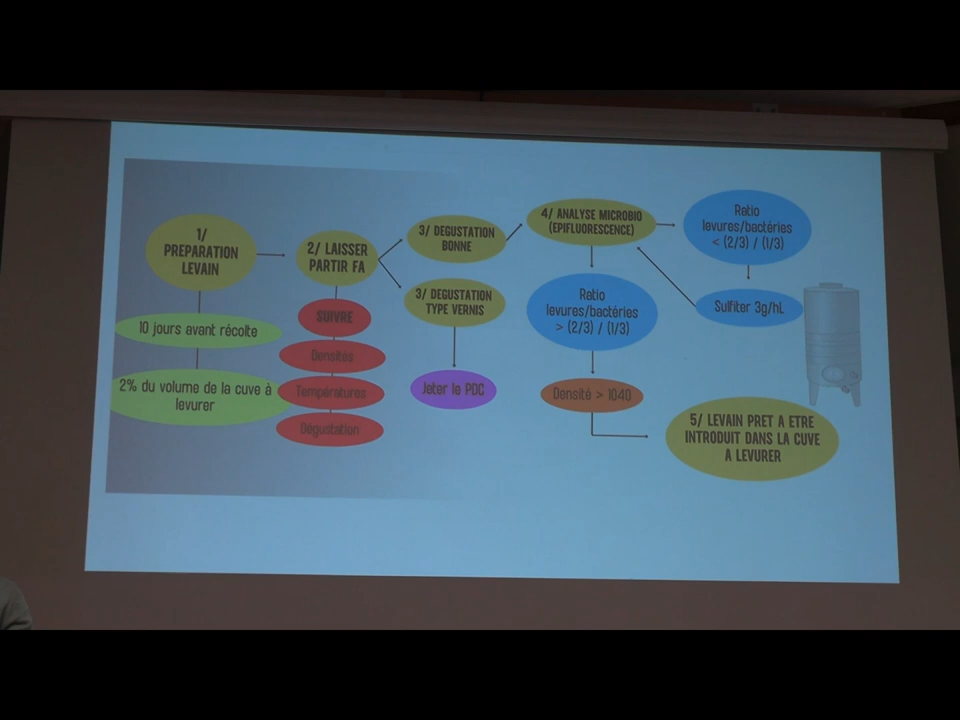 1/
PREPARATION
LEVAIN
10 jours avant récolte
2% du volume de la cuve à
levurer
2/ LAISSER
PARTIR FA
SUIVRE
Densités
Températures
Dégustation
3/ DEGUSTATION
BONNE
3/ DEGUSTATION
TYPE VERNIS
Jeter le PDC
4/ ANALYSE MICROBIO
(EPIFLUORESCENCE)
Ratio
levures/bactéries
< (2/3) / (1/3)
Sulfiter 3g/hL
Ratio
levures/bactéries
> (2/3) / (1/3)
Densité > 1040
5/ LEVAIN PRET A ETRE
INTRODUIT DANS LA CUVE
A LEVURER